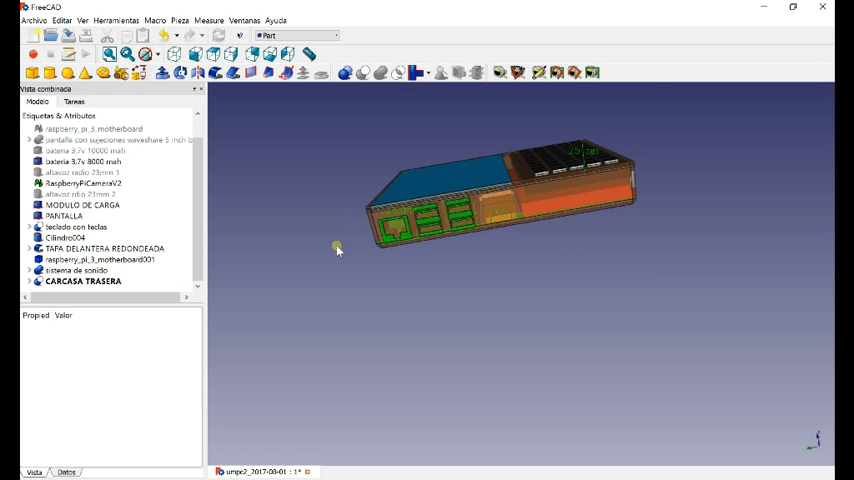 FreeCAD
Archivo Editar Ver Herramientas Macro Pieza Measure Ventanas Ayuda
Part
Vista combinada
Modelo Tareas
Etiquetas & Atributos
raspberry_pi_3_motherboard
pantalla con sujeciones waveshare 5 inch b
bateria 3,7v 10000 mah
bateria 3,7v 8000 mah
altavoz radio 23mm 1
RaspberryPiCameraV2
altavoz rdio 23mm 2
MODULO DE CARGA
PANTALLA
teclado con teclas
Cilindro004
TAPA DELANTERA REDONDEADA
raspberry_pi_3_motherboard001
sistema de sonido
CARCASA TRASERA
Propied Valor
Vista Datos
umpc2_2017-08-01 : 1*